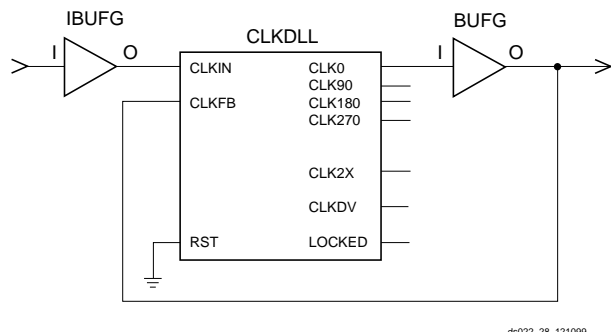 IBUFG
I
O
CLKDLL
BUFG
I
O
CLKIN
CLKFB
RST
CLK0
CLK90
CLK180
CLK270
CLK2X
CLKDV
LOCKED
ds022_28_121099